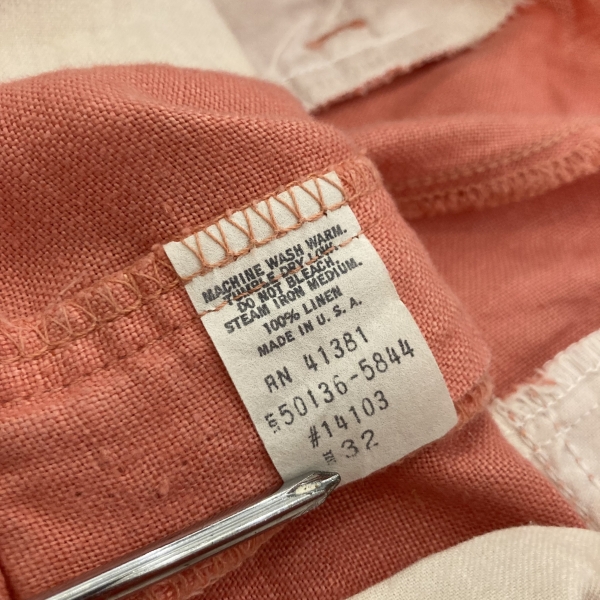 MACHINE WASH WARM.
TUMBLE DRY LOW.
DO NOT BLEACH.
STEAM IRON MEDIUM.
100% LINEN
MADE IN U.S.A.
RN 41381
50136-5844
#14103
32